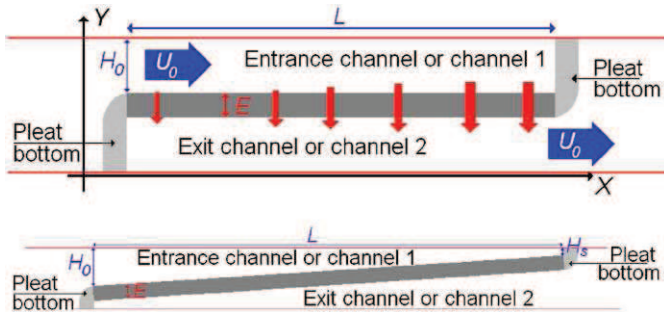 Y
L
H₀
U₀
Entrance channel or channel 1
Pleat
bottom
E
Pleat
bottom
Exit channel or channel 2
U₀
X
L
Hₛ
Pleat
bottom
H₀
Entrance channel or channel 1
Pleat
bottom
E
Exit channel or channel 2